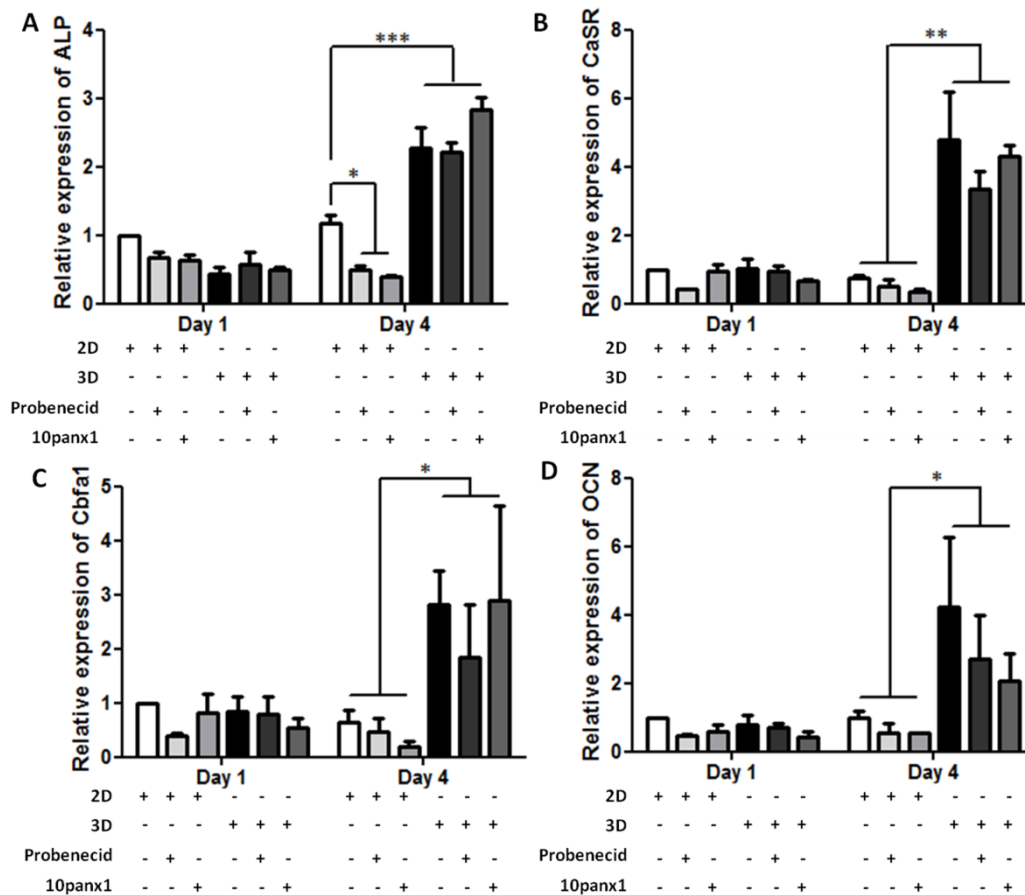 A
Relative expression of ALP
4
3
2
1
0
***
*
Day 1 Day 4
2D + + + - - - + + + - - -
3D - - - + + + - - - + + +
Probenecid - + - - + - - + - - + -
10panx1 - - + - - + - - + - - +
B
Relative expression of CaSR
8
6
4
2
0
**
Day 1 Day 4
2D + + + - - - + + + - - -
3D - - - + + + - - - + + +
Probenecid - + - - + - - + - - + -
10panx1 - - + - - + - - + - - +
C
Relative expression of Cbfa1
5
4
3
2
1
0
*
Day 1 Day 4
2D + + + - - - + + + - - -
3D - - - + + + - - - + + +
Probenecid - + - - + - - + - - + -
10panx1 - - + - - + - - + - - +
D
Relative expression of OCN
8
6
4
2
0
*
Day 1 Day 4
2D + + + - - - + + + - - -
3D - - - + + + - - - + + +
Probenecid - + - - + - - + - - + -
10panx1 - - + - - + - - + - - +